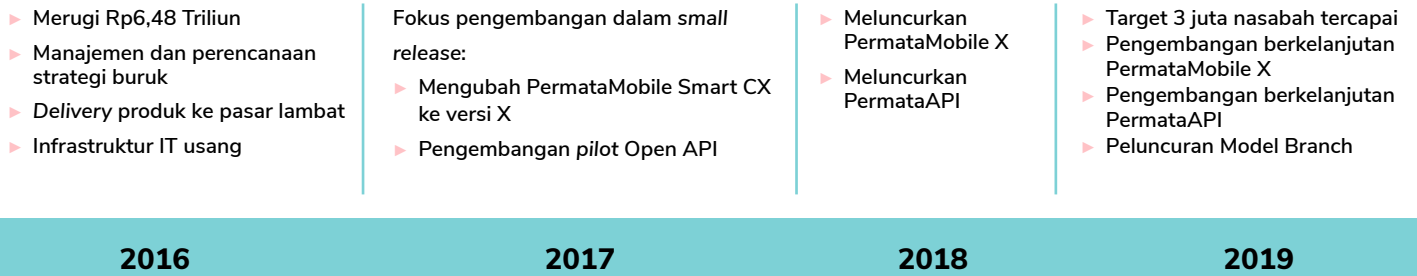 Merugi Rp6,48 Triliun
Manajemen dan perencanaan
strategi buruk
Delivery produk ke pasar lambat
Infrastruktur IT usang
Fokus pengembangan dalam small
release:
Mengubah PermataMobile Smart CX
ke versi X
Pengembangan pilot Open API
Meluncurkan
PermataMobile X
Meluncurkan
PermataAPI
Target 3 juta nasabah tercapai
Pengembangan berkelanjutan
PermataMobile X
Pengembangan berkelanjutan
PermataAPI
Peluncuran Model Branch
2016
2017
2018
2019